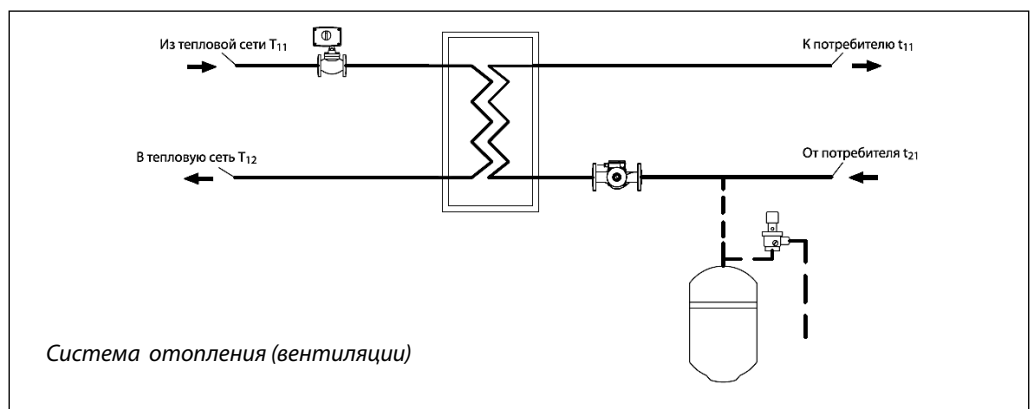 Из тепловой сети T11
К потребителю t11
В тепловую сеть T12
От потребителя t21
Система отопления (вентиляции)